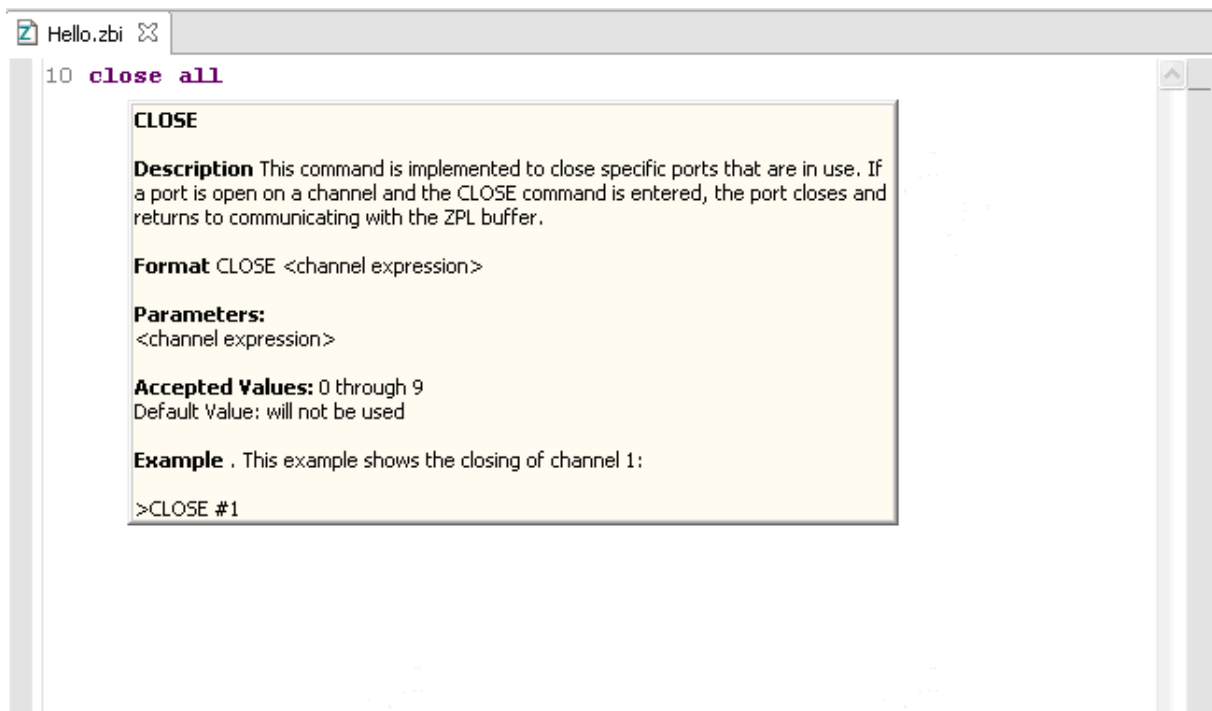 Hello.zbi
10 close all
CLOSE
Description This command is implemented to close specific ports that are in use. If
a port is open on a channel and the CLOSE command is entered, the port closes and
returns to communicating with the ZPL buffer.
Format CLOSE <channel expression>
Parameters:
<channel expression>
Accepted Values: 0 through 9
Default Value: will not be used
Example . This example shows the closing of channel 1:
>CLOSE #1